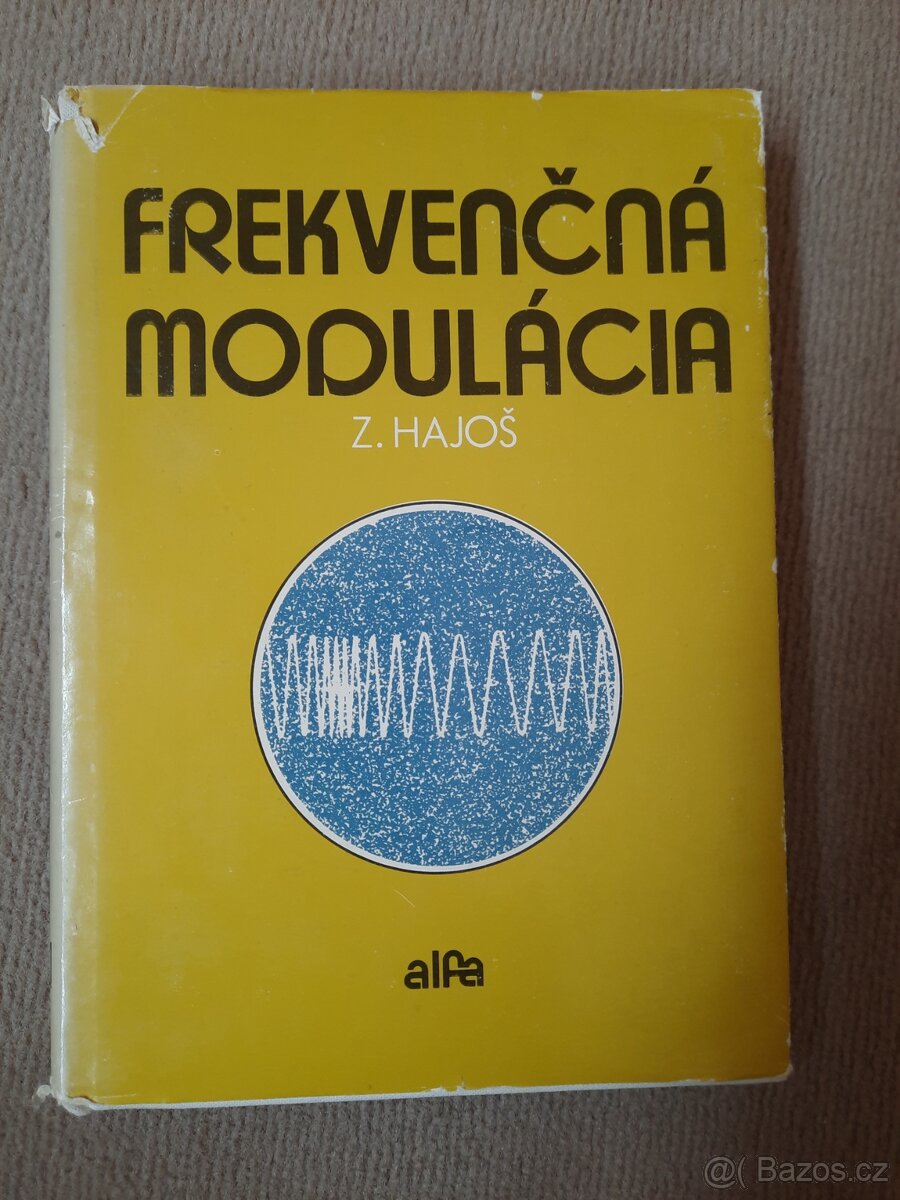 FREKVENČNÁ
MODULÁCIA
Z. HAJOŠ
alfa
@( Bazos.cz